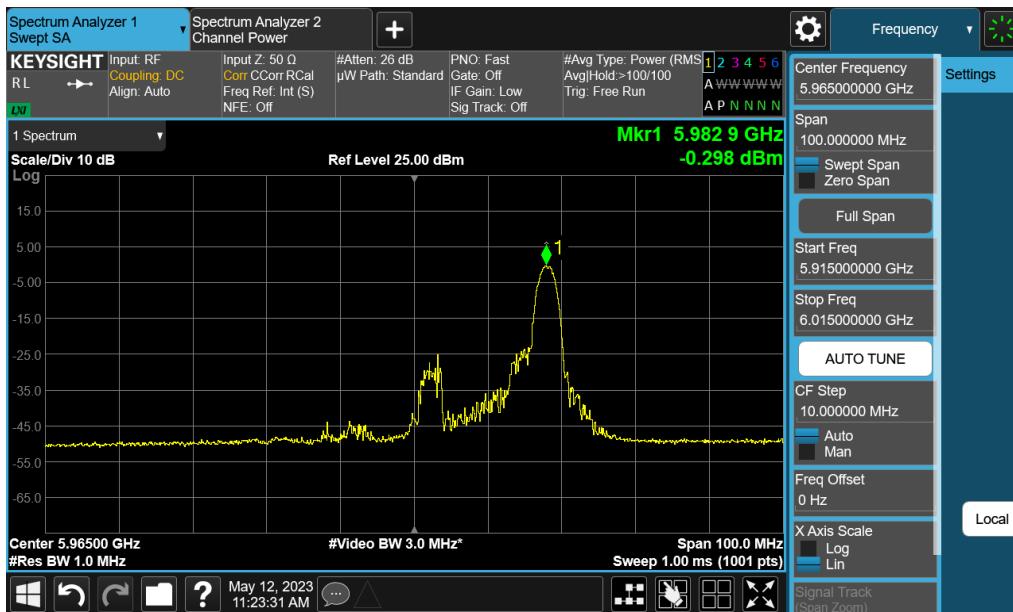 Spectrum Analyzer 1
Swept SA
Spectrum Analyzer 2
Channel Power
+
Frequency
KEYSIGHT
R L
LXI
Input: RF
Coupling: DC
Align: Auto
Input Z: 50 Ω
Corr CCorr RCal
Freq Ref: Int (S)
NFE: Off
#Atten: 26 dB
µW Path: Standard
PNO: Fast
Gate: Off
IF Gain: Low
Sig Track: Off
#Avg Type: Power (RMS
Avg|Hold:>100/100
Trig: Free Run
1 2 3 4 5 6
A W W W W W
A P N N N N
1 Spectrum
Scale/Div 10 dB
Ref Level 25.00 dBm
Mkr1 5.982 9 GHz
-0.298 dBm
Log
15.0
5.00
-5.00
-15.0
-25.0
-35.0
-45.0
-55.0
-65.0
1
Center 5.96500 GHz
#Video BW 3.0 MHz*
Span 100.0 MHz
#Res BW 1.0 MHz
Sweep 1.00 ms (1001 pts)
Center Frequency
5.965000000 GHz
Settings
Span
100.000000 MHz
Swept Span
Zero Span
Full Span
Start Freq
5.915000000 GHz
Stop Freq
6.015000000 GHz
AUTO TUNE
CF Step
10.000000 MHz
Auto
Man
Freq Offset
0 Hz
Local
X Axis Scale
Log
Lin
Signal Track
(Span Zoom)
?
May 12, 2023
11:23:31 AM